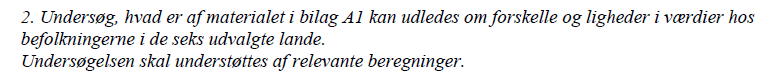 2. Undersøg, hvad er af materialet i bilag A1 kan udledes om forskelle og ligheder i værdier hos
befolkningerne i de seks udvalgte lande.
Undersøgelsen skal understøttes af relevante beregninger.